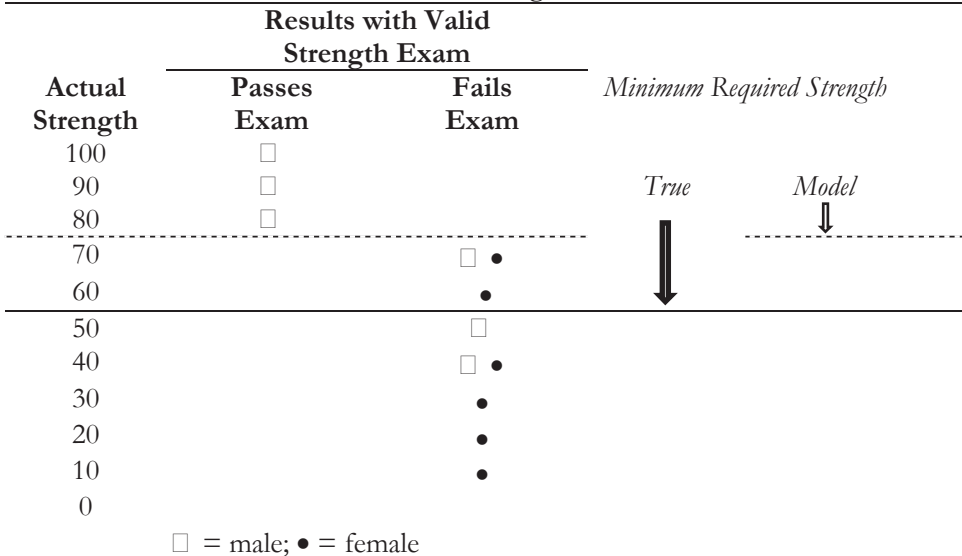 Results with Valid
Strength Exam
Actual Passes Fails Minimum Required Strength
Strength Exam Exam
100 □
90 □ True Model
80 □
70 □ •
60 •
50 □
40 □ •
30 •
20 •
10 •
0
□ = male; • = female